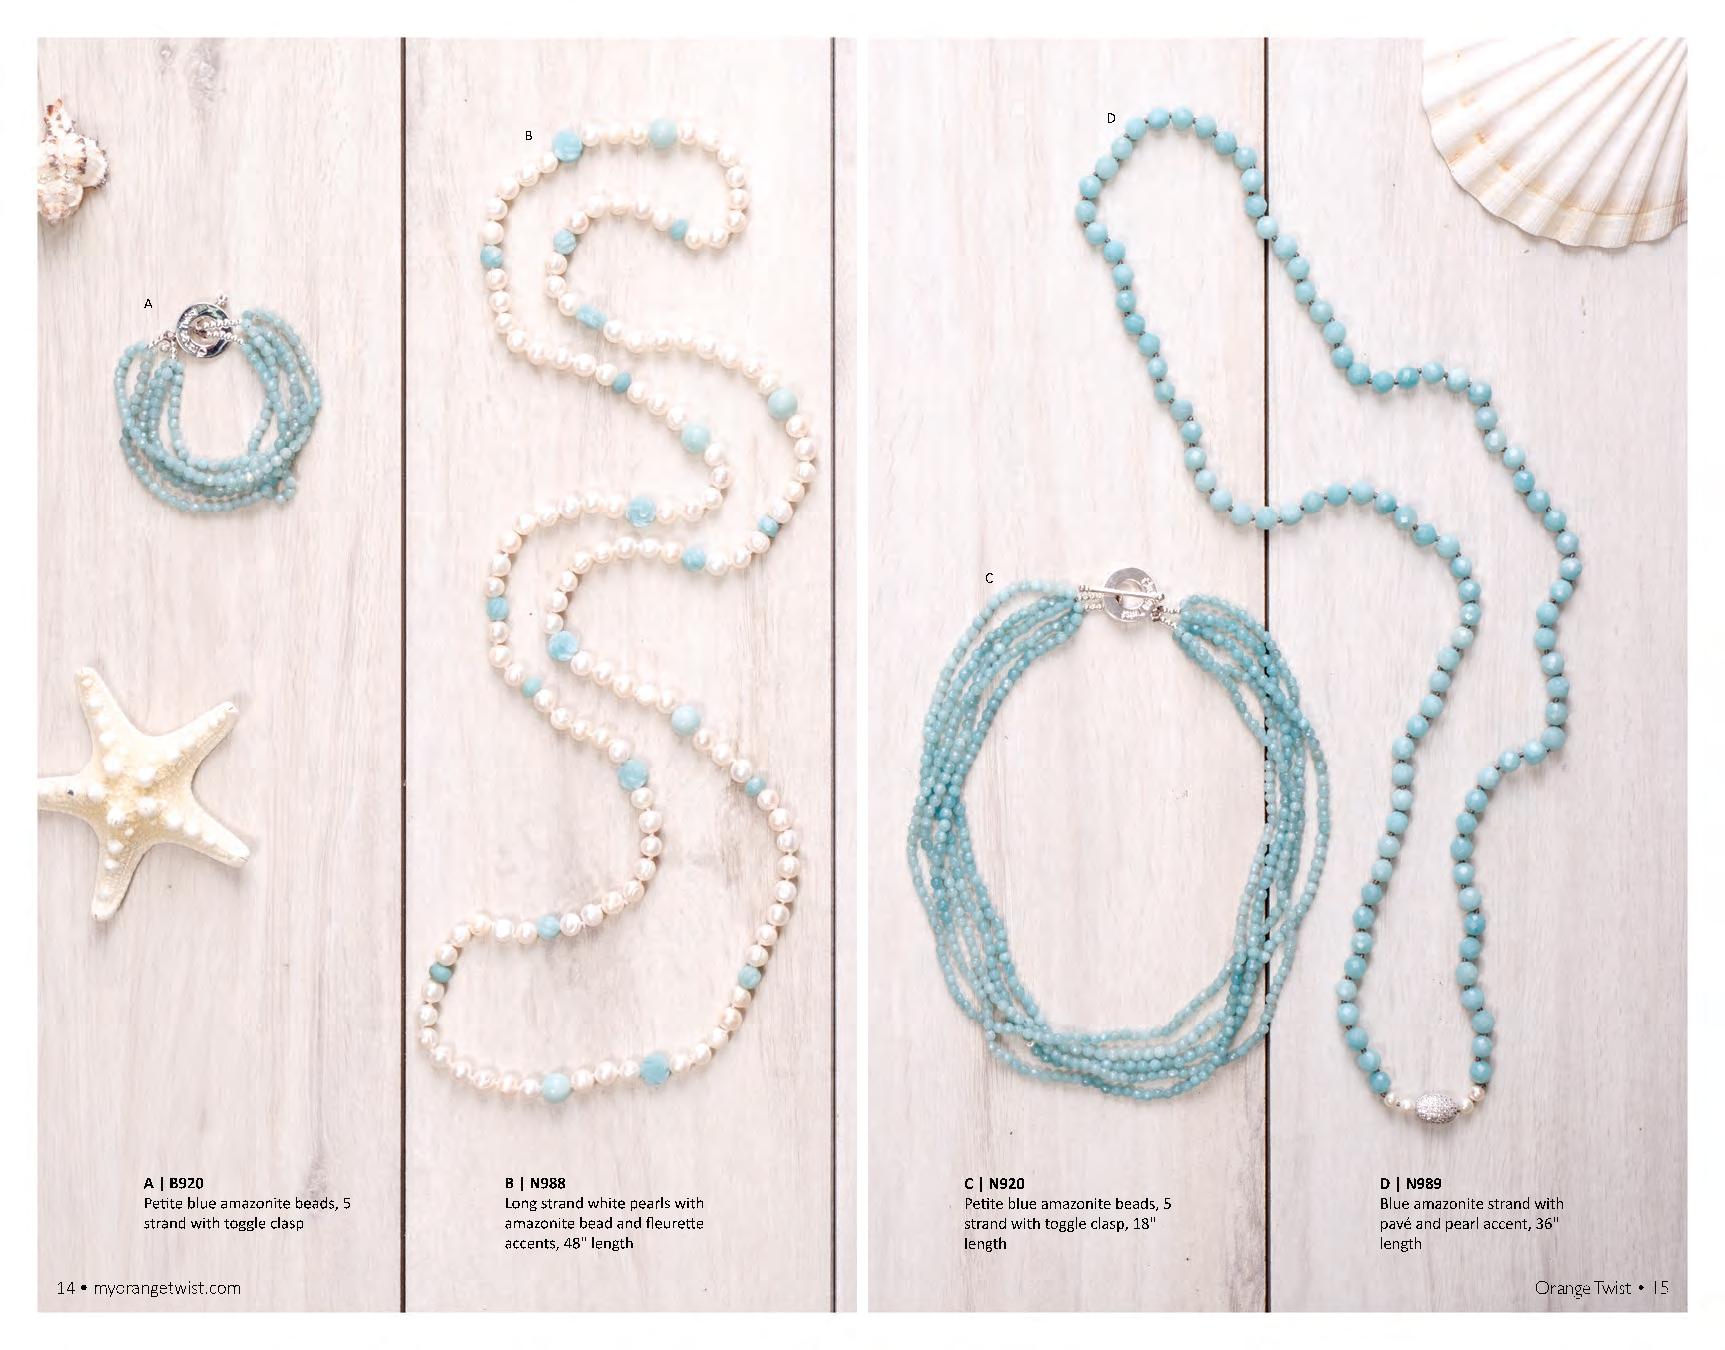 A
B
C
D
A | B920
Petite blue amazonite beads, 5
strand with toggle clasp
B | N988
Long strand white pearls with
amazonite bead and fleurette
accents, 48" length
C | N920
Petite blue amazonite beads, 5
strand with toggle clasp, 18"
length
D | N989
Blue amazonite strand with
pavé and pearl accent, 36"
length
14 • myorangetwist.com
Orange Twist • 15